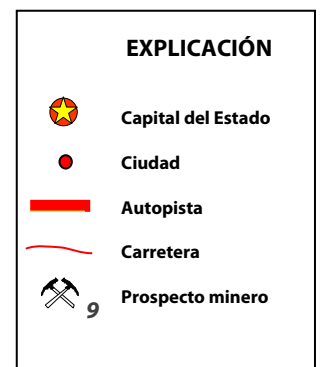 EXPLICACIÓN
Capital del Estado
Ciudad
Autopista
Carretera
9 Prospecto minero